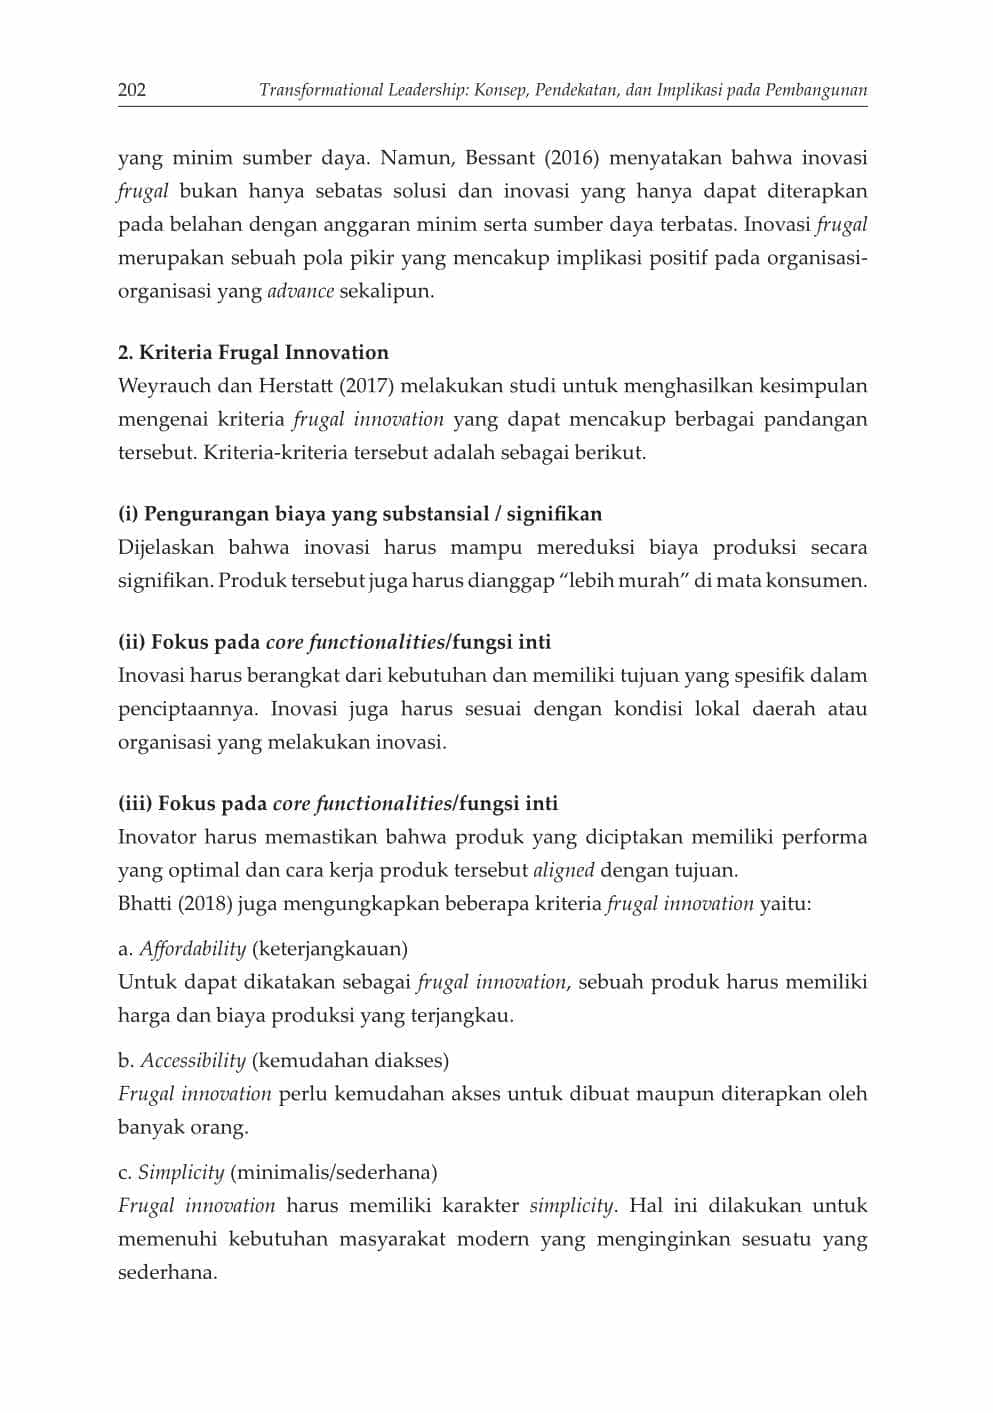 202 Transformational Leadership: Konsep, Pendekatan, dan Implikasi pada Pembangunan
yang minim sumber daya. Namun, Bessant (2016) menyatakan bahwa inovasi
frugal bukan hanya sebatas solusi dan inovasi yang hanya dapat diterapkan
pada belahan dengan anggaran minim serta sumber daya terbatas. Inovasi frugal
merupakan sebuah pola pikir yang mencakup implikasi positif pada organisasi-
organisasi yang advance sekalipun.
2. Kriteria Frugal Innovation
Weyrauch dan Herstatt (2017) melakukan studi untuk menghasilkan kesimpulan
mengenai kriteria frugal innovation yang dapat mencakup berbagai pandangan
tersebut. Kriteria-kriteria tersebut adalah sebagai berikut.
(i) Pengurangan biaya yang substansial / signifikan
Dijelaskan bahwa inovasi harus mampu mereduksi biaya produksi secara
signifikan. Produk tersebut juga harus dianggap “lebih murah” di mata konsumen.
(ii) Fokus pada core functionalities/fungsi inti
Inovasi harus berangkat dari kebutuhan dan memiliki tujuan yang spesifik dalam
penciptaannya. Inovasi juga harus sesuai dengan kondisi lokal daerah atau
organisasi yang melakukan inovasi.
(iii) Fokus pada core functionalities/fungsi inti
Inovator harus memastikan bahwa produk yang diciptakan memiliki performa
yang optimal dan cara kerja produk tersebut aligned dengan tujuan.
Bhatti (2018) juga mengungkapkan beberapa kriteria frugal innovation yaitu:
a. Affordability (keterjangkauan)
Untuk dapat dikatakan sebagai frugal innovation, sebuah produk harus memiliki
harga dan biaya produksi yang terjangkau.
b. Accessibility (kemudahan diakses)
Frugal innovation perlu kemudahan akses untuk dibuat maupun diterapkan oleh
banyak orang.
c. Simplicity (minimalis/sederhana)
Frugal innovation harus memiliki karakter simplicity. Hal ini dilakukan untuk
memenuhi kebutuhan masyarakat modern yang menginginkan sesuatu yang
sederhana.